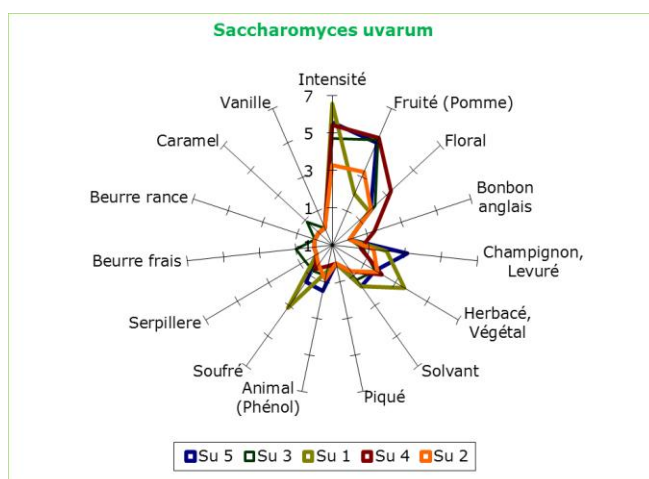 Saccharomyces uvarum
Intensité
7
5
3
1
-1
Fruité (Pomme)
Floral
Bonbon
anglais
Champignon,
Levuré
Herbacé,
Végétal
Solvant
Piqué
Animal
(Phénol)
Soufré
Serpillere
Beurre frais
Beurre rance
Caramel
Vanille
Su 5 Su 3 Su 1 Su 4 Su 2